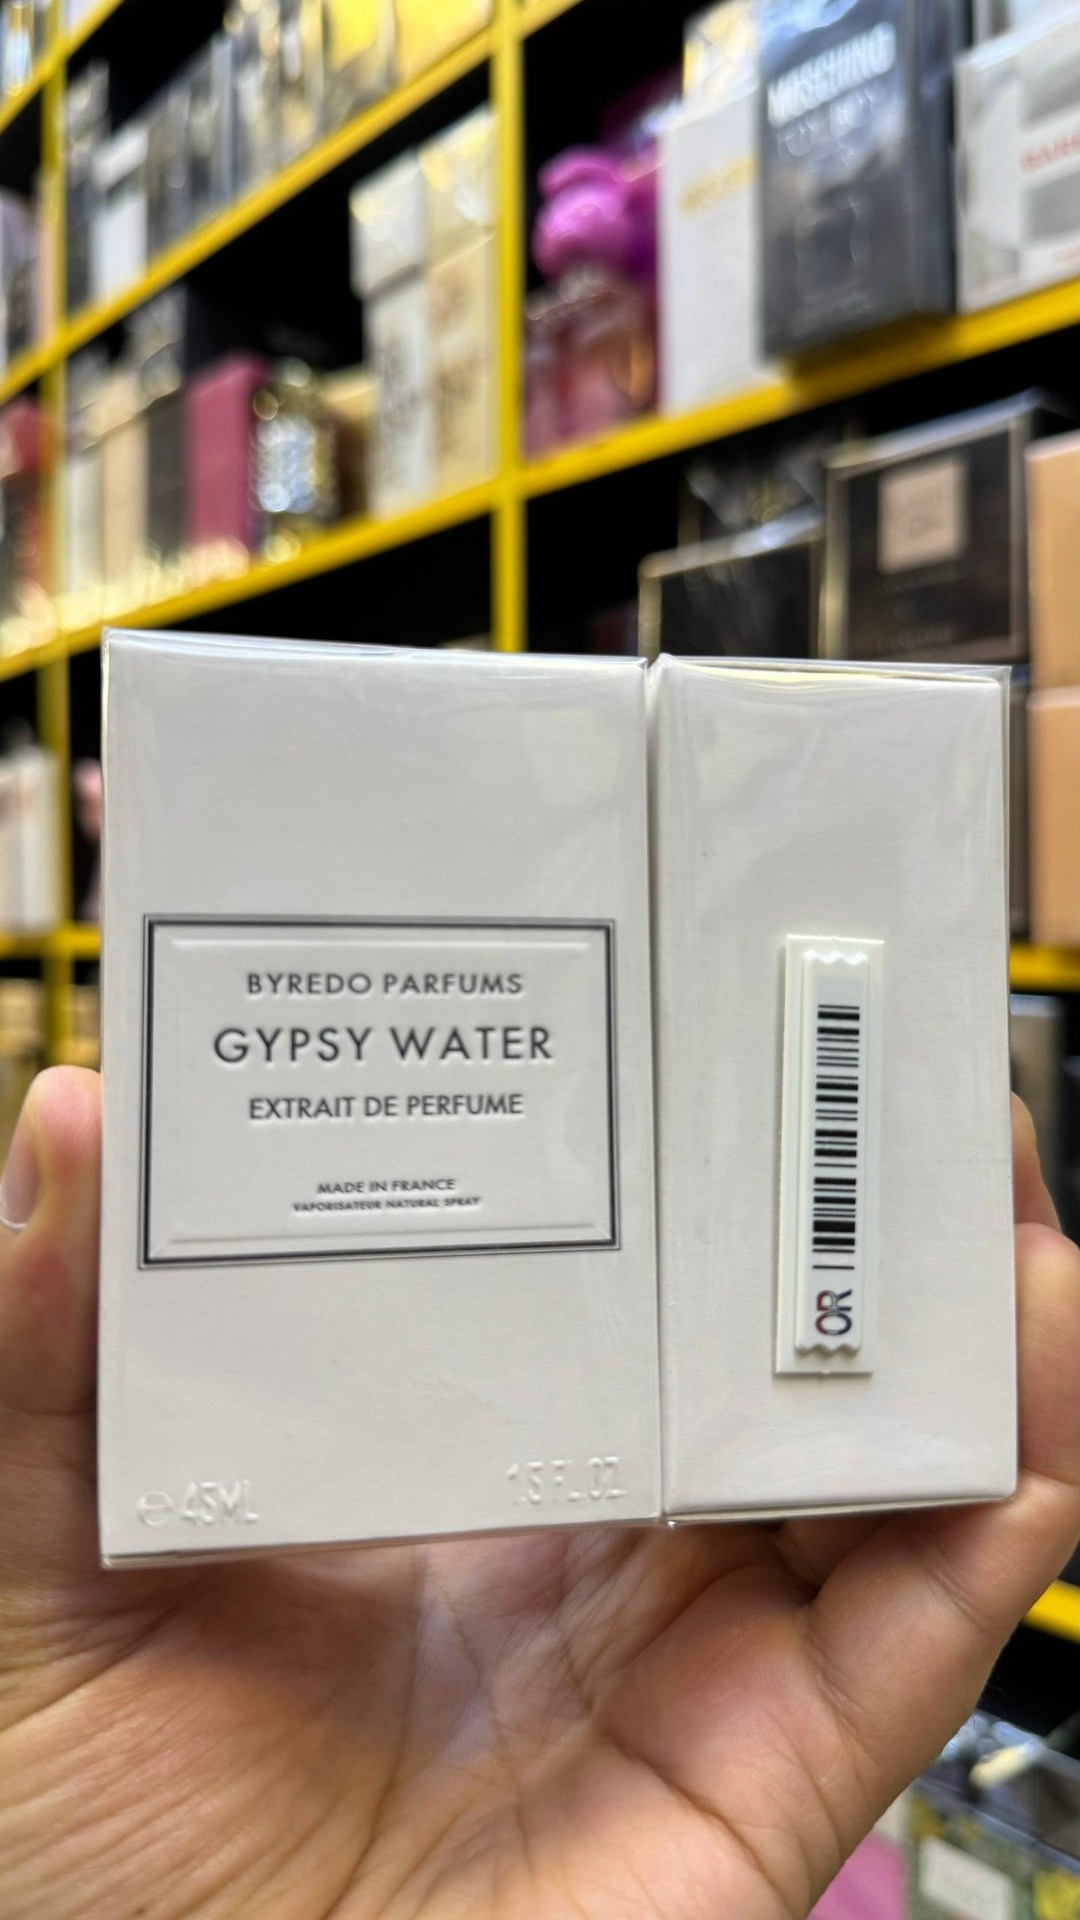 MOSCHINO
BYREDO PARFUMS
GYPSY WATER
EXTRAIT DE PERFUME
MADE IN FRANCE
VAPORISATEUR NATURAL SPRAY
OR
℮ 45ML
1.5 FL.OZ